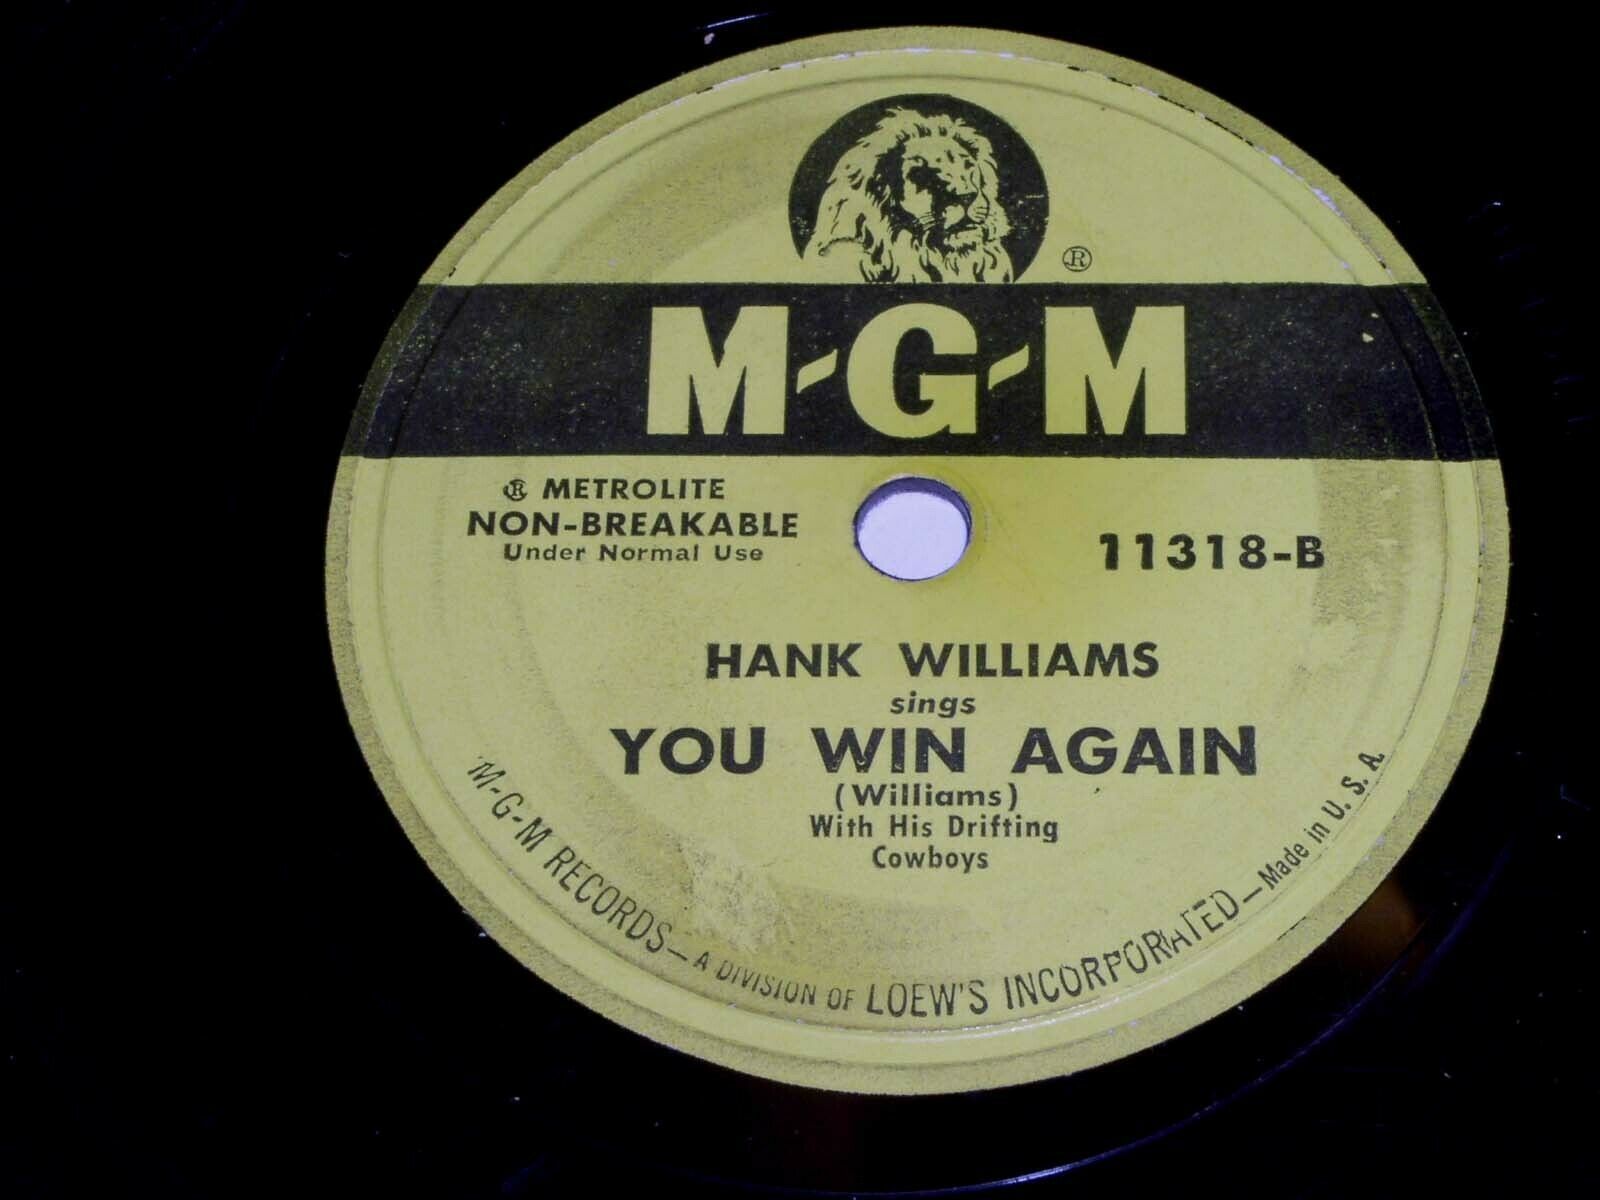 ®
M-G-M
® METROLITE
NON-BREAKABLE
Under Normal Use
11318-B
HANK WILLIAMS
sings
YOU WIN AGAIN
(Williams)
With His Drifting
Cowboys
M-G-M RECORDS—A DIVISION OF LOEW'S INCORPORATED—Made in U. S. A.